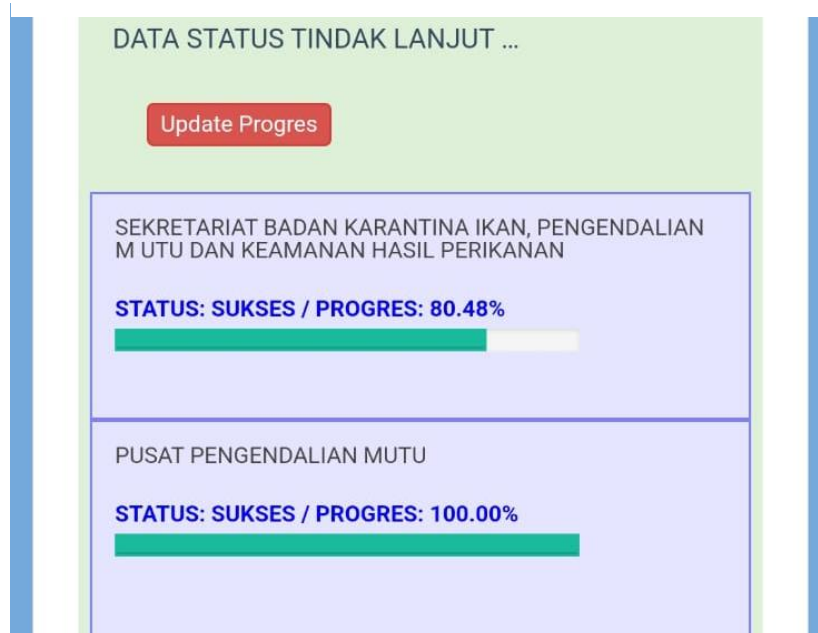 DATA STATUS TINDAK LANJUT ...
Update Progres
SEKRETARIAT BADAN KARANTINA IKAN, PENGENDALIAN
M UTU DAN KEAMANAN HASIL PERIKANAN
STATUS: SUKSES / PROGRES: 80.48%
PUSAT PENGENDALIAN MUTU
STATUS: SUKSES / PROGRES: 100.00%